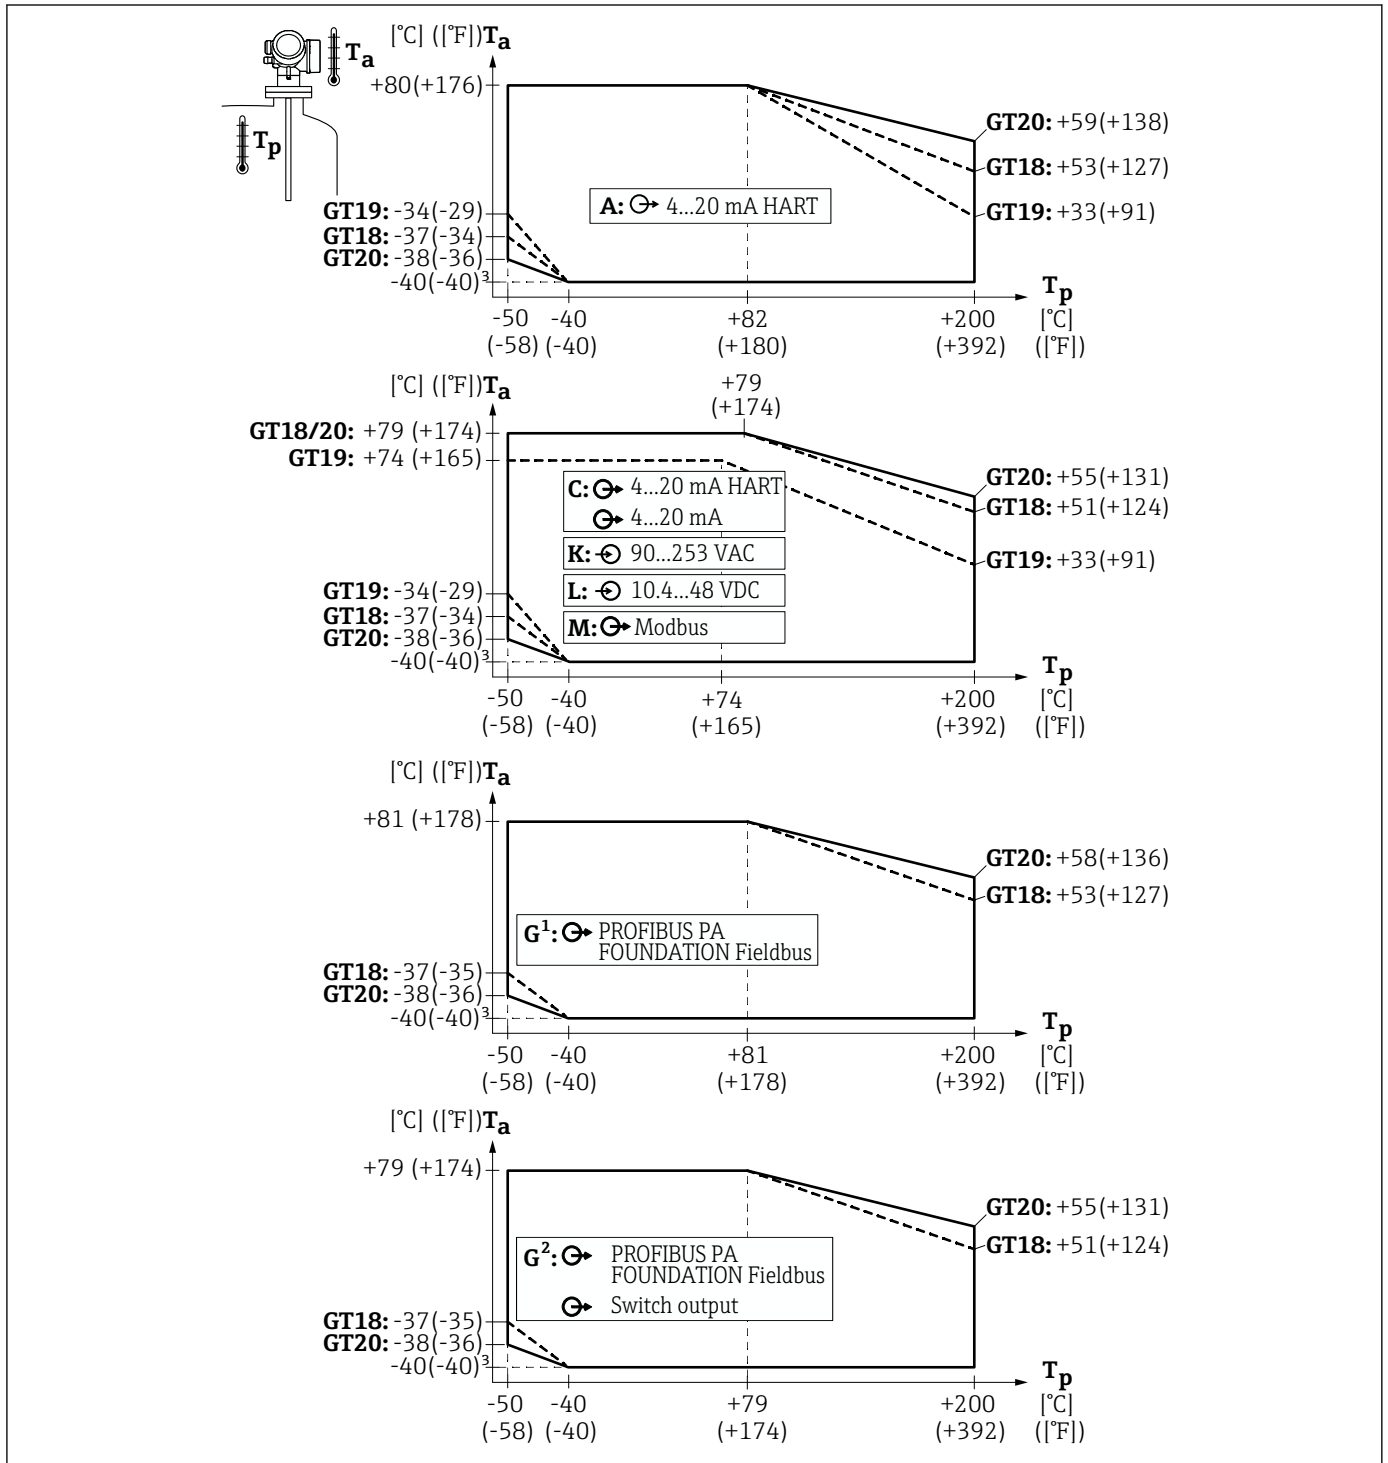 [°C] ([°F]) Ta
Ta
+80(+176)
Tp
GT20: +59(+138)
GT18: +53(+127)
A: 4...20 mA HART
GT19: -34(-29)
GT19: +33(+91)
GT18: -37(-34)
GT20: -38(-36)
-40(-40)³
Tp
-50 -40 +82 +200 [°C]
(-58) (-40) (+180) (+392) ([°F])
[°C] ([°F]) Ta
+79
(+174)
GT18/20: +79 (+174)
GT19: +74 (+165)
GT20: +55(+131)
C: 4...20 mA HART
GT18: +51(+124)
4...20 mA
K: 90...253 VAC
GT19: +33(+91)
L: 10.4...48 VDC
GT19: -34(-29)
GT18: -37(-34)
M: Modbus
GT20: -38(-36)
-40(-40)³
Tp
-50 -40 +74 +200 [°C]
(-58) (-40) (+165) (+392) ([°F])
[°C] ([°F]) Ta
+81 (+178)
GT20: +58(+136)
GT18: +53(+127)
G¹: PROFIBUS PA
FOUNDATION Fieldbus
GT18: -37(-35)
GT20: -38(-36)
-40(-40)³
Tp
-50 -40 +81 +200 [°C]
(-58) (-40) (+178) (+392) ([°F])
[°C] ([°F]) Ta
+79 (+174)
GT20: +55(+131)
GT18: +51(+124)
G²: PROFIBUS PA
FOUNDATION Fieldbus
Switch output
GT18: -37(-35)
GT20: -38(-36)
-40(-40)³
Tp
-50 -40 +79 +200 [°C]
(-58) (-40) (+174) (+392) ([°F])